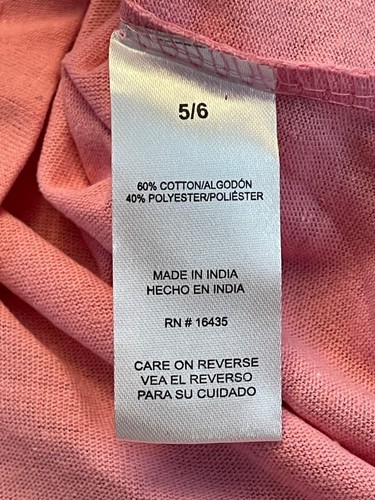 5/6
60% COTTON/ALGODÓN
40% POLYESTER/POLIÉSTER
MADE IN INDIA
HECHO EN INDIA
RN # 16435
CARE ON REVERSE
VEA EL REVERSO
PARA SU CUIDADO